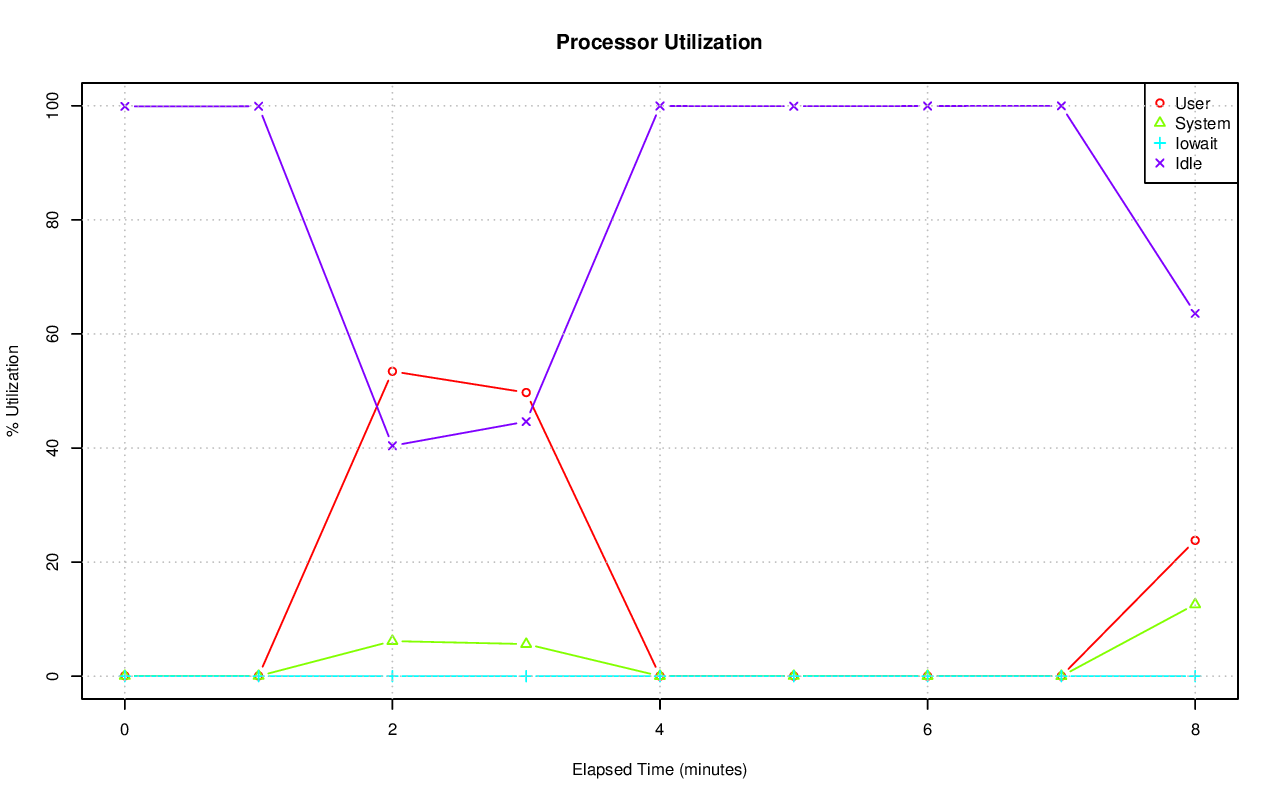 Processor Utilization
% Utilization
100
80
60
40
20
0
User
System
Iowait
Idle
0 2 4 6 8
Elapsed Time (minutes)